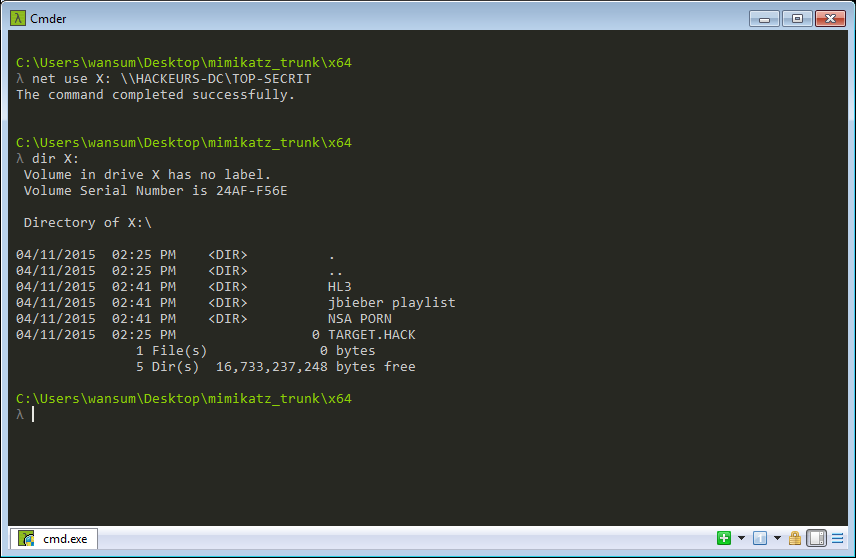 Cmder
C:\Users\wansum\Desktop\mimikatz_trunk\x64
λ net use X: \\HACKEURS-DC\TOP-SECRIT
The command completed successfully.
C:\Users\wansum\Desktop\mimikatz_trunk\x64
λ dir X:
Volume in drive X has no label.
Volume Serial Number is 24AF-F56E
Directory of X:\
04/11/2015  02:25 PM    <DIR>          .
04/11/2015  02:25 PM    <DIR>          ..
04/11/2015  02:41 PM    <DIR>          HL3
04/11/2015  02:41 PM    <DIR>          jbieber playlist
04/11/2015  02:41 PM    <DIR>          NSA PORN
04/11/2015  02:25 PM                 0 TARGET.HACK
1 File(s)              0 bytes
5 Dir(s)  16,733,237,248 bytes free
C:\Users\wansum\Desktop\mimikatz_trunk\x64
λ
cmd.exe